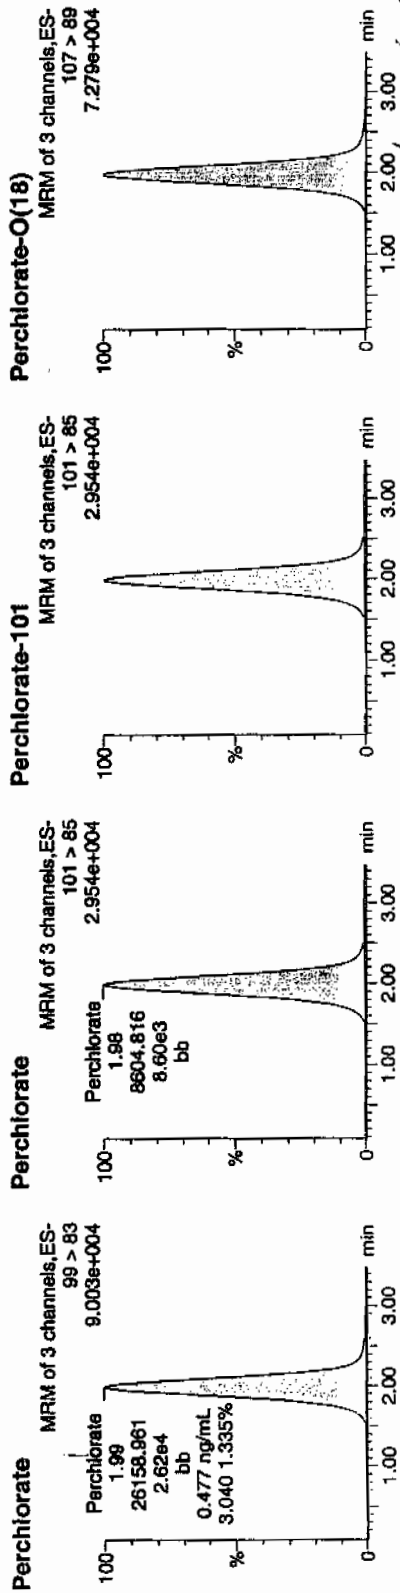 Perchlorate
MRM of 3 channels,ES-
99 > 83
9.003e+004
100
Perchlorate
1.99
26158.961
2.62e4
bb
0.477 ng/mL
3.040 1.335%
%
0
1.00 2.00 3.00 min
Perchlorate
MRM of 3 channels,ES-
101 > 85
2.954e+004
100
Perchlorate
1.98
8604.816
8.60e3
bb
%
0
1.00 2.00 3.00 min
Perchlorate-101
MRM of 3 channels,ES-
101 > 85
2.954e+004
100
%
0
1.00 2.00 3.00 min
Perchlorate-O(18)
MRM of 3 channels,ES-
107 > 89
7.279e+004
100
%
0
1.00 2.00 3.00 min